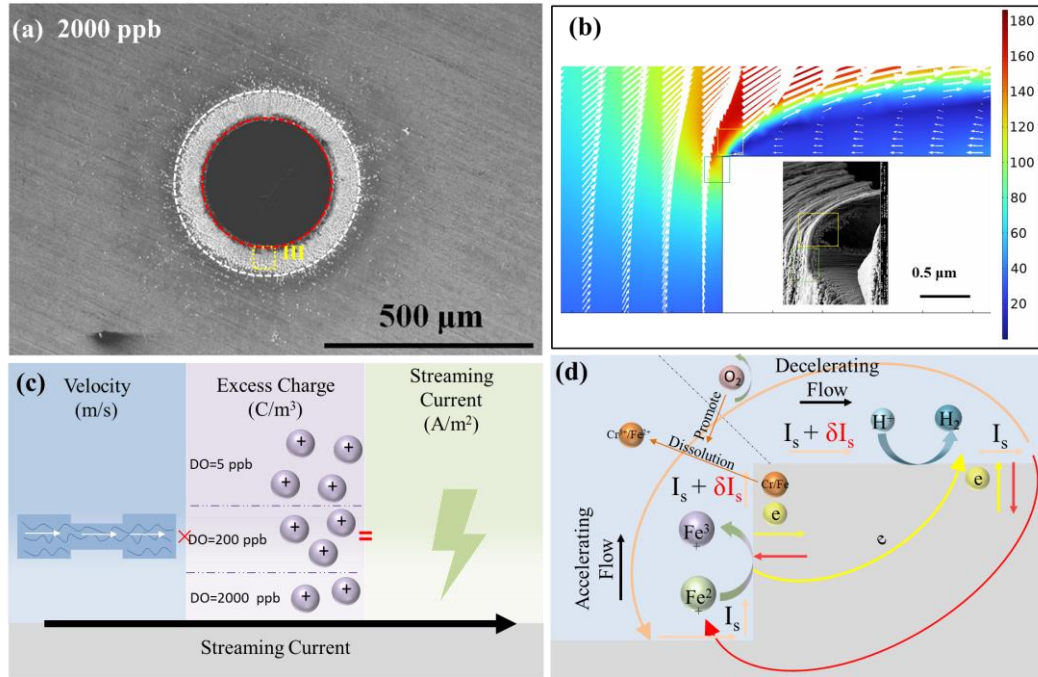 (a) 2000 ppb
III
500 μm
(b)
180
160
140
120
100
80
60
40
20
0.5 μm
(c)
Velocity
(m/s)
Excess Charge
(C/m³)
Streaming
Current
(A/m²)
DO=5 ppb
+ + + +
DO=200 ppb
+ + + +
× =
DO=2000 ppb
+ +
Streaming Current
(d)
O₂
Decelerating
Flow
Promote
H⁺
H₂
Dissolution
Iₛ + δIₛ
Iₛ
Cr/Fe
e
Iₛ + δIₛ
e
Fe³
+
e
Accelerating
Flow
Fe²
+
Iₛ